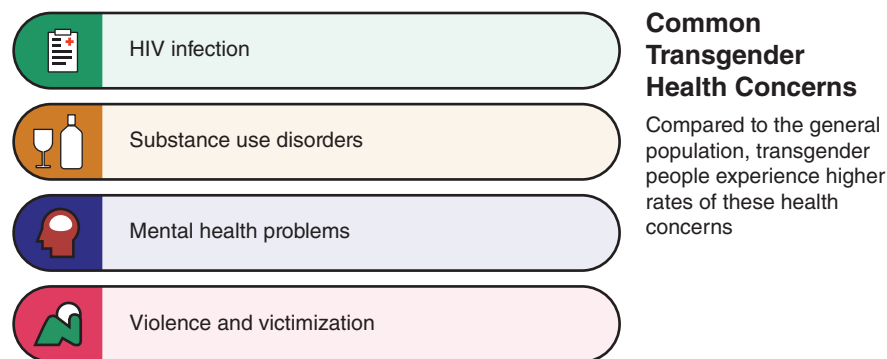 HIV infection
Substance use disorders
Mental health problems
Violence and victimization
Common
Transgender
Health Concerns
Compared to the general
population, transgender
people experience higher
rates of these health
concerns